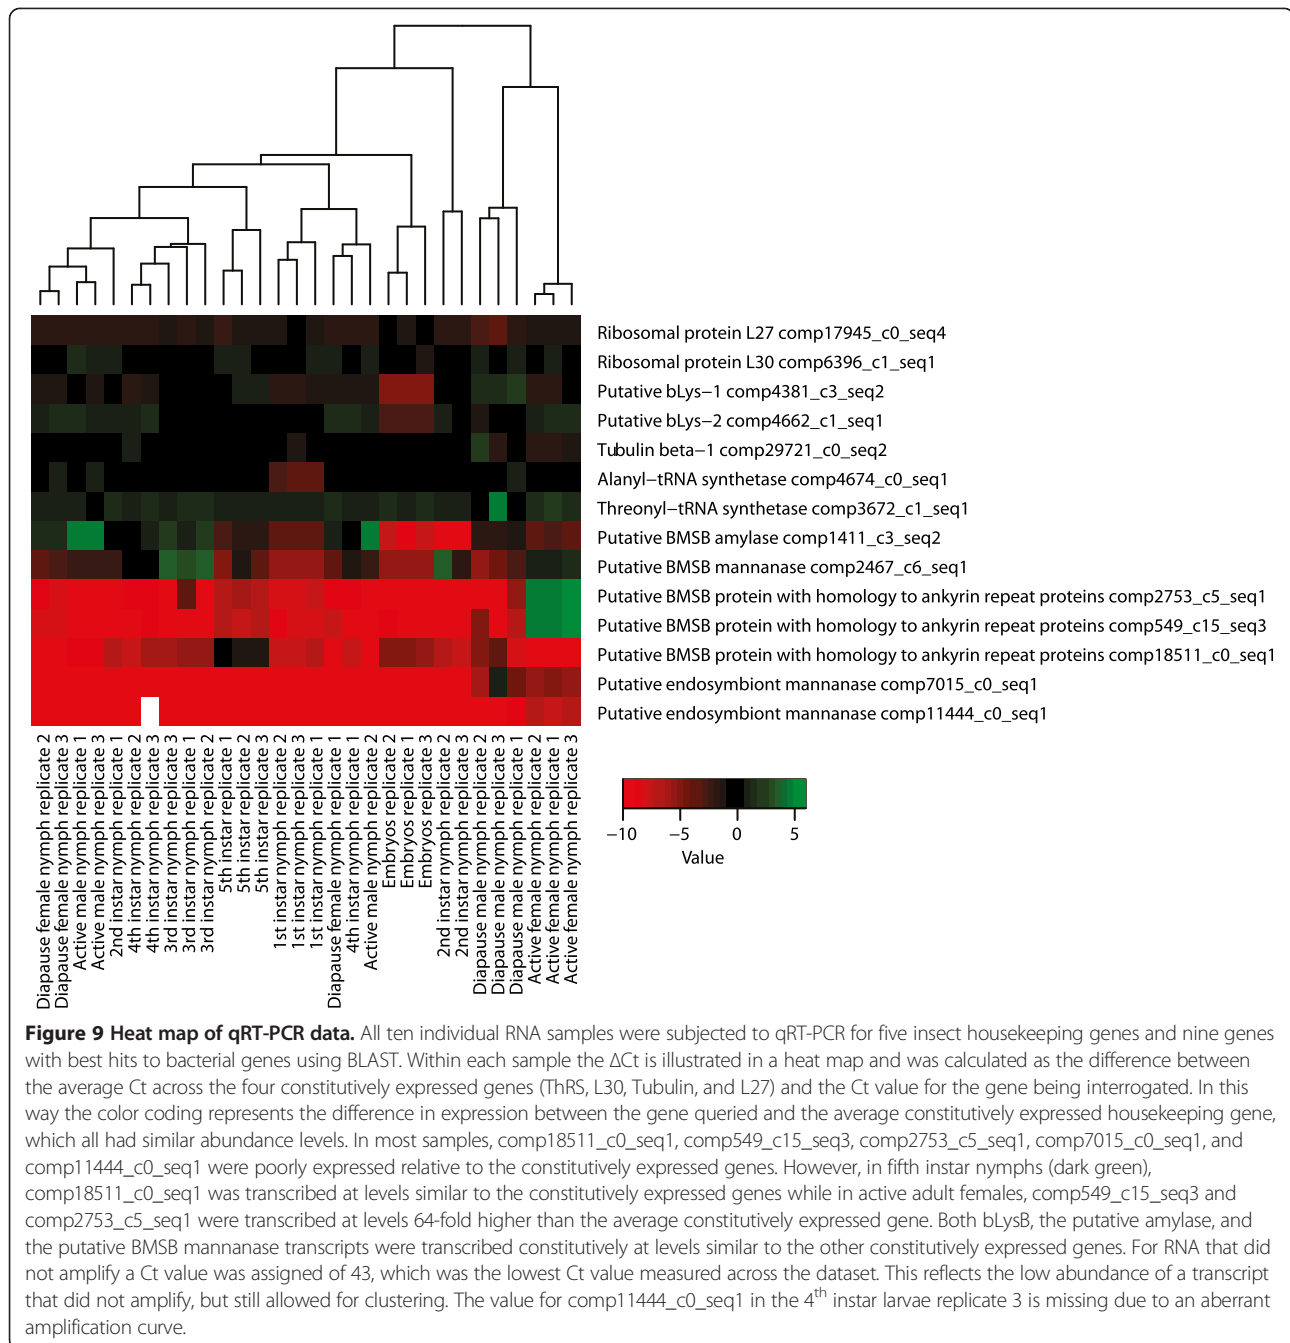 Ribosomal protein L27 comp17945_c0_seq4
Ribosomal protein L30 comp6396_c1_seq1
Putative bLys−1 comp4381_c3_seq2
Putative bLys−2 comp4662_c1_seq1
Tubulin beta−1 comp29721_c0_seq2
Alanyl−tRNA synthetase comp4674_c0_seq1
Threonyl−tRNA synthetase comp3672_c1_seq1
Putative BMSB amylase comp1411_c3_seq2
Putative BMSB mannanase comp2467_c6_seq1
Putative BMSB protein with homology to ankyrin repeat proteins comp2753_c5_seq1
Putative BMSB protein with homology to ankyrin repeat proteins comp549_c15_seq3
Putative BMSB protein with homology to ankyrin repeat proteins comp18511_c0_seq1
Putative endosymbiont mannanase comp7015_c0_seq1
Putative endosymbiont mannanase comp11444_c0_seq1
Diapause female nymph replicate 2
Diapause female nymph replicate 3
Active male nymph replicate 1
Active male nymph replicate 3
2nd instar nymph replicate 1
4th instar nymph replicate 2
4th instar nymph replicate 3
3rd instar nymph replicate 3
3rd instar nymph replicate 1
3rd instar nymph replicate 2
5th instar replicate 1
5th instar replicate 2
5th instar replicate 3
1st instar nymph replicate 2
1st instar nymph replicate 3
1st instar nymph replicate 1
Diapause female nymph replicate 1
4th instar nymph replicate 1
Active male nymph replicate 2
Embryos replicate 2
Embryos replicate 1
Embryos replicate 3
2nd instar nymph replicate 2
2nd instar nymph replicate 3
Diapause male nymph replicate 2
Diapause male nymph replicate 3
Diapause male nymph replicate 1
Active female nymph replicate 2
Active female nymph replicate 1
Active female nymph replicate 3
−10 −5 0 5
Value
Figure 9 Heat map of qRT-PCR data. All ten individual RNA samples were subjected to qRT-PCR for five insect housekeeping genes and nine genes
with best hits to bacterial genes using BLAST. Within each sample the ΔCt is illustrated in a heat map and was calculated as the difference between
the average Ct across the four constitutively expressed genes (ThRS, L30, Tubulin, and L27) and the Ct value for the gene being interrogated. In this
way the color coding represents the difference in expression between the gene queried and the average constitutively expressed housekeeping gene,
which all had similar abundance levels. In most samples, comp18511_c0_seq1, comp549_c15_seq3, comp2753_c5_seq1, comp7015_c0_seq1, and
comp11444_c0_seq1 were poorly expressed relative to the constitutively expressed genes. However, in fifth instar nymphs (dark green),
comp18511_c0_seq1 was transcribed at levels similar to the constitutively expressed genes while in active adult females, comp549_c15_seq3 and
comp2753_c5_seq1 were transcribed at levels 64-fold higher than the average constitutively expressed gene. Both bLysB, the putative amylase, and
the putative BMSB mannanase transcripts were transcribed constitutively at levels similar to the other constitutively expressed genes. For RNA that did
not amplify a Ct value was assigned of 43, which was the lowest Ct value measured across the dataset. This reflects the low abundance of a transcript
that did not amplify, but still allowed for clustering. The value for comp11444_c0_seq1 in the 4th instar larvae replicate 3 is missing due to an aberrant
amplification curve.